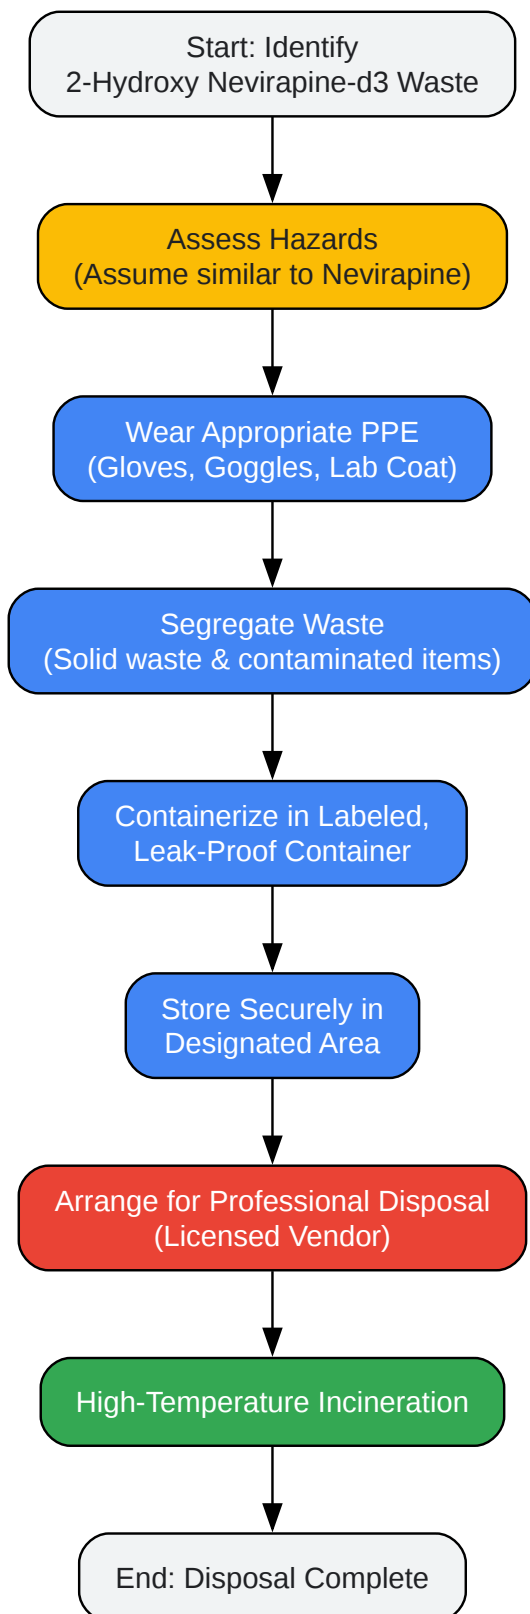 Start: Identify
2-Hydroxy Nevirapine-d3 Waste
Assess Hazards
(Assume similar to Nevirapine)
Wear Appropriate PPE
(Gloves, Goggles, Lab Coat)
Segregate Waste
(Solid waste & contaminated items)
Containerize in Labeled,
Leak-Proof Container
Store Securely in
Designated Area
Arrange for Professional Disposal
(Licensed Vendor)
High-Temperature Incineration
End: Disposal Complete